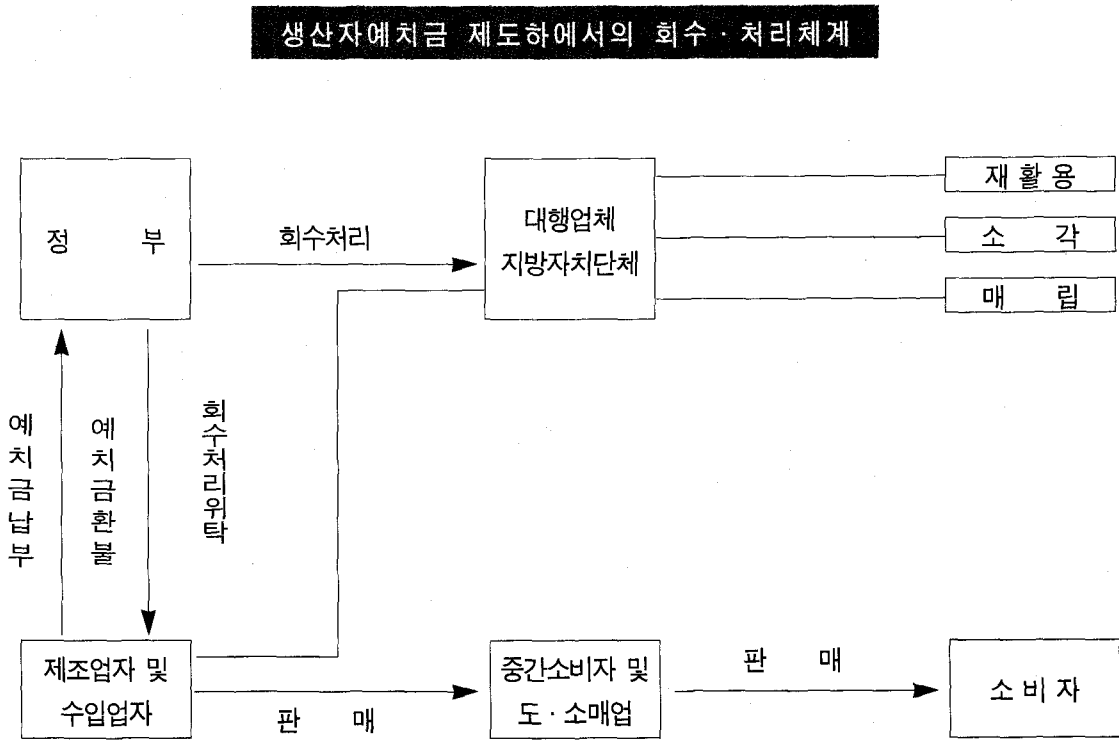 생산자예치금 제도하에서의 회수 · 처리체계
정 부
회수처리
대행업체
지방자치단체
재활용
소 각
매 립
예치금납부
예치금환불
회수처리위탁
제조업자 및
수입업자
판 매
중간소비자 및
도 · 소매업
판 매
소비자